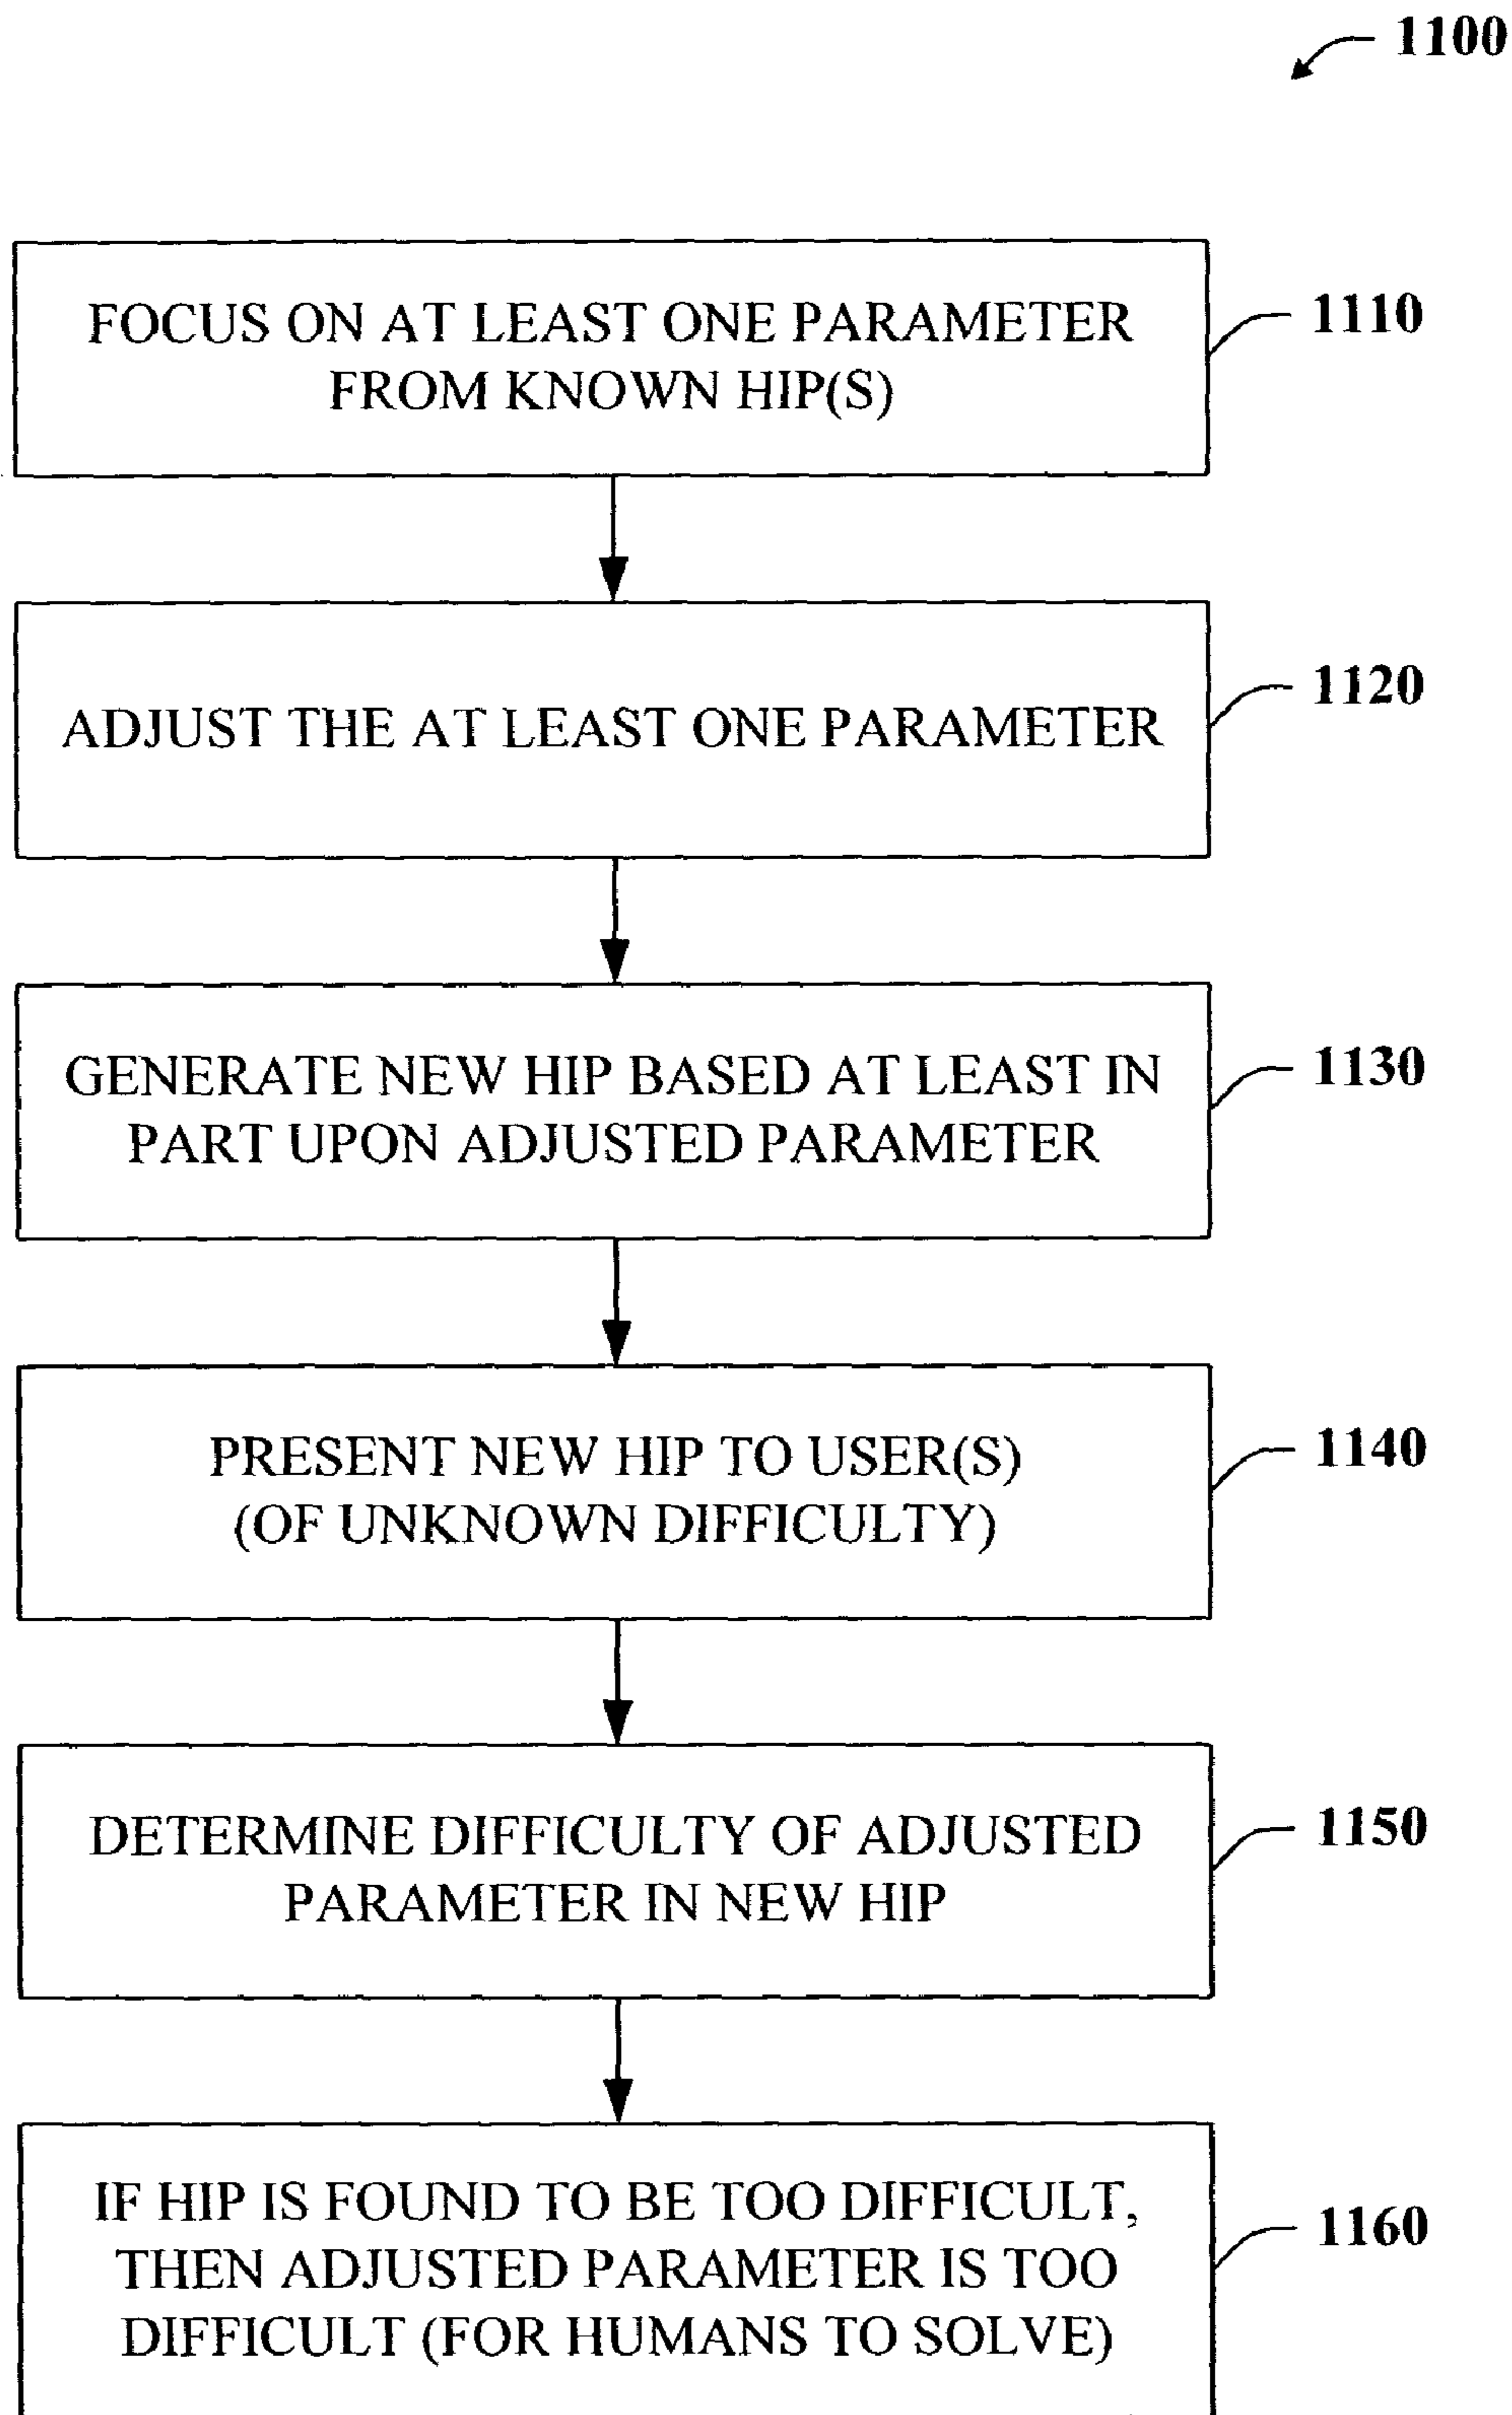 1100
FOCUS ON AT LEAST ONE PARAMETER
FROM KNOWN HIP(S)
1110
ADJUST THE AT LEAST ONE PARAMETER
1120
GENERATE NEW HIP BASED AT LEAST IN
PART UPON ADJUSTED PARAMETER
1130
PRESENT NEW HIP TO USER(S)
(OF UNKNOWN DIFFICULTY)
1140
DETERMINE DIFFICULTY OF ADJUSTED
PARAMETER IN NEW HIP
1150
IF HIP IS FOUND TO BE TOO DIFFICULT,
THEN ADJUSTED PARAMETER IS TOO
DIFFICULT (FOR HUMANS TO SOLVE)
1160